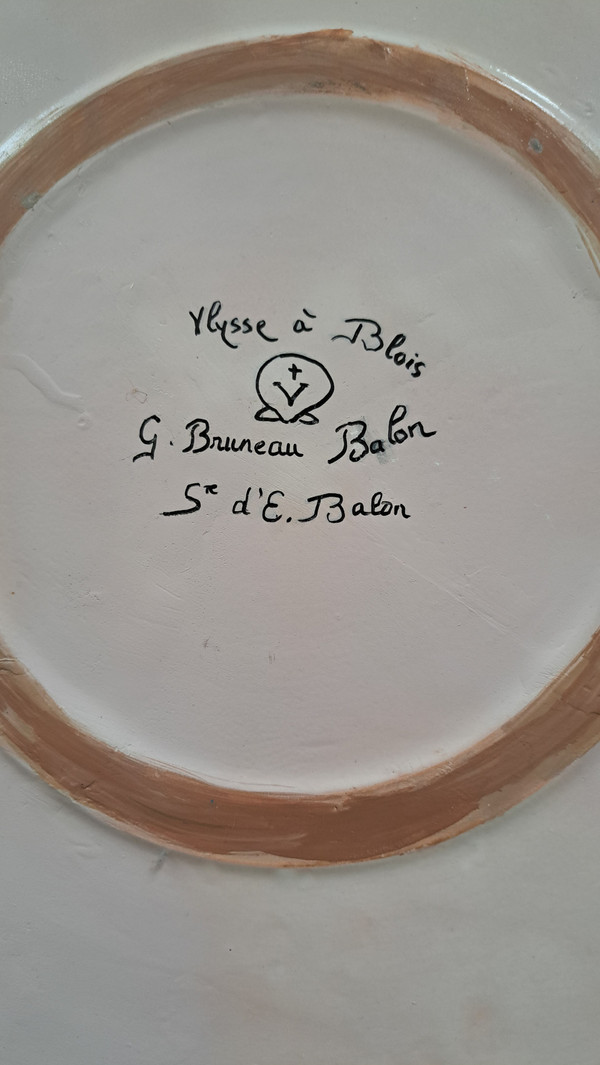 Ulysse à Blois
+
V
G. Bruneau Balon
Sr d'E. Balon